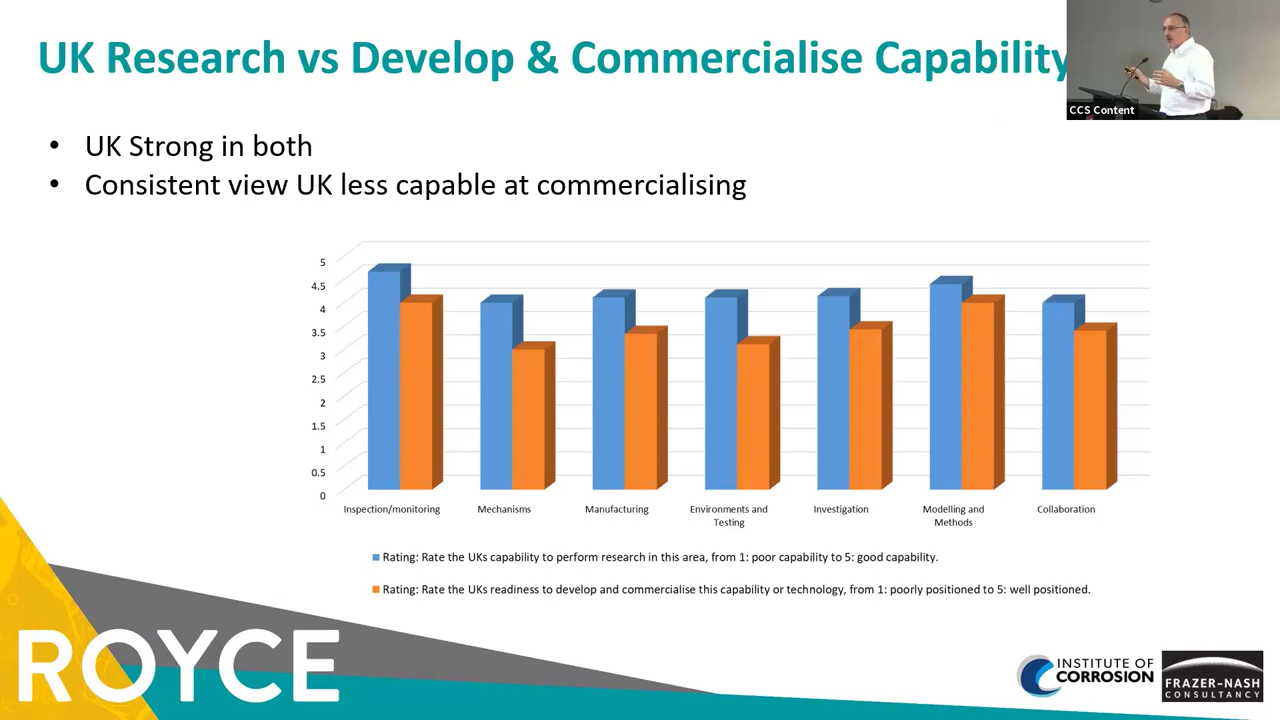 UK Research vs Develop & Commercialise Capability
CCS Content
• UK Strong in both
• Consistent view UK less capable at commercialising
5
4.5
4
3.5
3
2.5
2
1.5
1
0.5
0
Inspection/monitoring
Mechanisms
Manufacturing
Environments and
Testing
Investigation
Modelling and
Methods
Collaboration
Rating: Rate the UKs capability to perform research in this area, from 1: poor capability to 5: good capability.
Rating: Rate the UKs readiness to develop and commercialise this capability or technology, from 1: poorly positioned to 5: well positioned.
ROYCE
INSTITUTE OF
CORROSION
FRAZER-NASH
CONSULTANCY